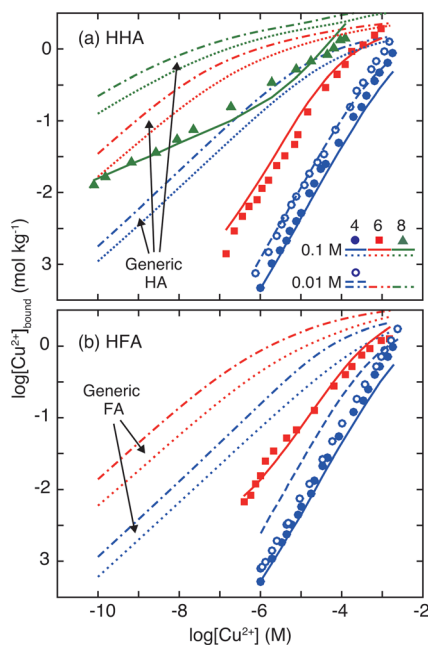 (a) HHA
0
-1
-2
3
Generic
HA
4 6 8
0.1 M
0.01 M
log[Cu²⁺]bound (mol kg⁻¹)
(b) HFA
0
-1
-2
3
Generic
FA
-10 -8 -6 -4 -2
log[Cu²⁺] (M)